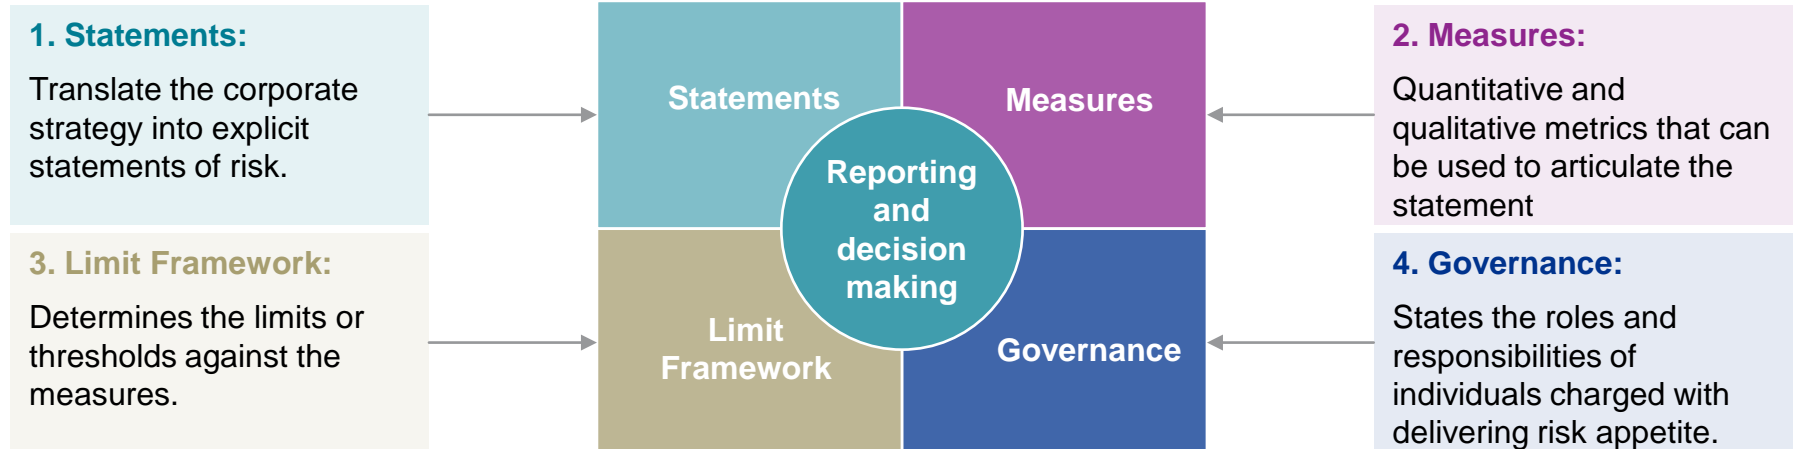 1. Statements:
Translate the corporate
strategy into explicit
statements of risk.
Statements
Measures
2. Measures:
Quantitative and
qualitative metrics that can
be used to articulate the
statement
Reporting
and
decision
making
3. Limit Framework:
Determines the limits or
thresholds against the
measures.
Limit
Framework
Governance
4. Governance:
States the roles and
responsibilities of
individuals charged with
delivering risk appetite.